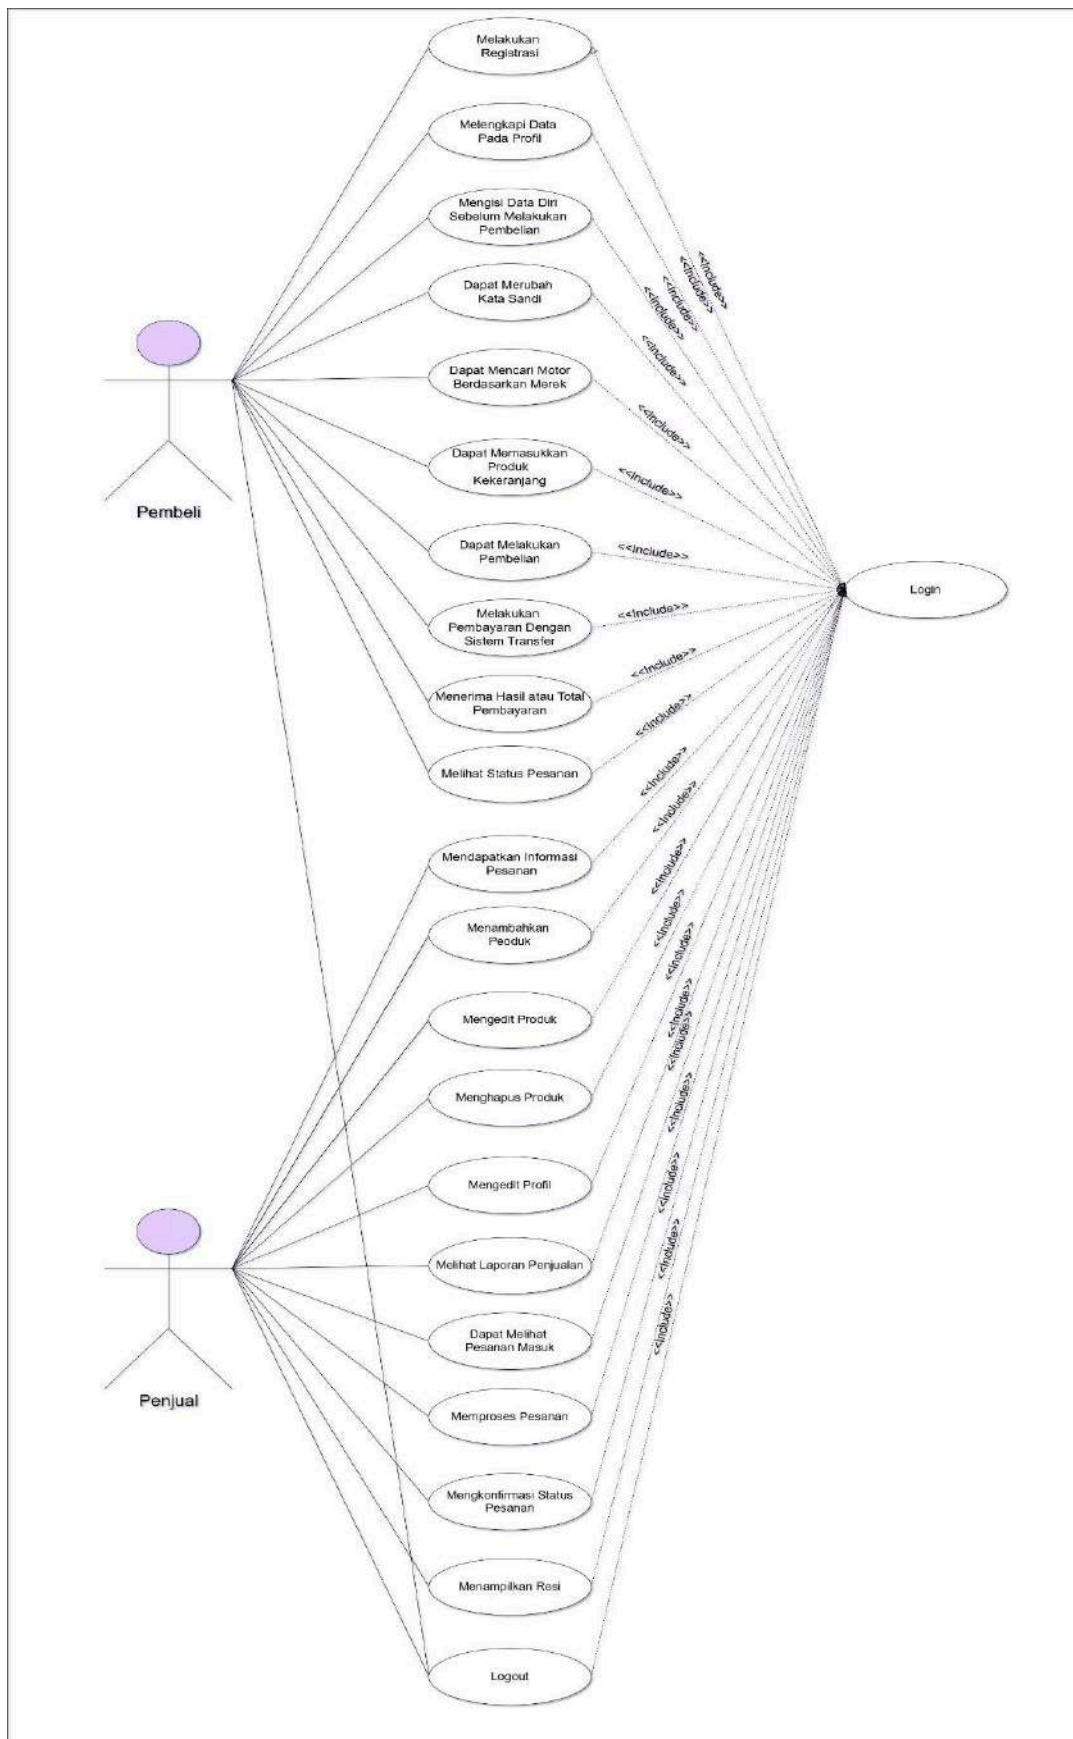 Melakukan
Registrasi
Melengkapi Data
Pada Profil
Mengisi Data Diri
Sebelum Melakukan
Pembelian
Dapat Merubah
Kata Sandi
<<Include>>
<<Include>>
<<Include>>
<<Include>>
<<Include>>
Dapat Mencari Motor
Berdasarkan Merek
<<Include>>
Dapat Memasukkan
Produk
Kekeranjang
<<Include>>
Pembeli
Dapat Melakukan
Pembelian
<<Include>>
Login
Melakukan
Pembayaran Dengan
Sistem Transfer
<<Include>>
Menerima Hasil atau Total
Pembayaran
<<Include>>
Melihat Status Pesanan
<<Include>>
Mendapatkan Informasi
Pesanan
<<Include>>
Menambahkan
Peoduk
<<Include>>
<<Include>>
<<Include>>
<<Include>>
Mengedit Produk
<<Include>>
<<Include>>
Menghapus Produk
<<Include>>
Mengedit Profil
<<Include>>
Melihat Laporan Penjualan
<<Include>>
Dapat Melihat
Pesanan Masuk
<<Include>>
Penjual
Memproses Pesanan
Mengkonfirmasi Status
Pesanan
Menampilkan Resi
Logout